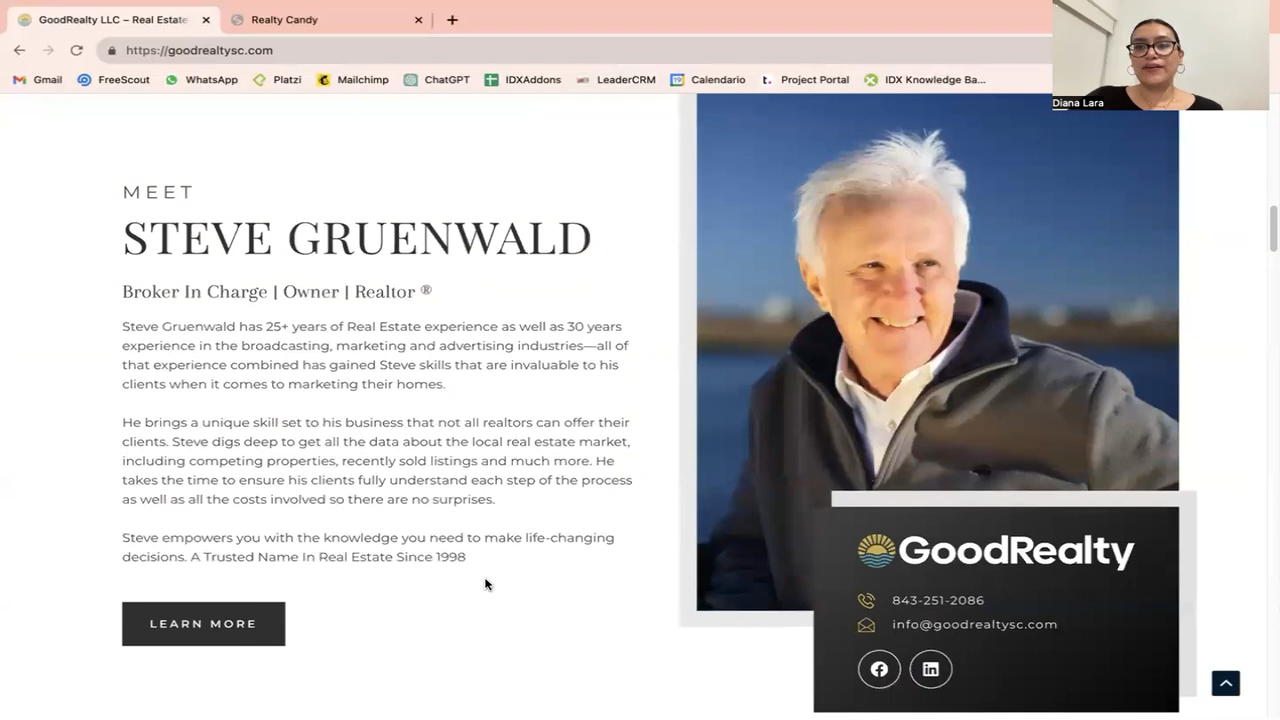 GoodRealty LLC – Real Estate
Realty Candy
https://goodrealtysc.com
Gmail FreeScout WhatsApp Platzi Mailchimp ChatGPT IDXAddons LeaderCRM Calendario Project Portal IDX Knowledge Ba...
Diana Lara
MEET
STEVE GRUENWALD
Broker In Charge | Owner | Realtor ®
Steve Gruenwald has 25+ years of Real Estate experience as well as 30 years
experience in the broadcasting, marketing and advertising industries—all of
that experience combined has gained Steve skills that are invaluable to his
clients when it comes to marketing their homes.
He brings a unique skill set to his business that not all realtors can offer their
clients. Steve digs deep to get all the data about the local real estate market,
including competing properties, recently sold listings and much more. He
takes the time to ensure his clients fully understand each step of the process
as well as all the costs involved so there are no surprises.
Steve empowers you with the knowledge you need to make life-changing
decisions. A Trusted Name In Real Estate Since 1998
LEARN MORE
GoodRealty
843-251-2086
info@goodrealtysc.com